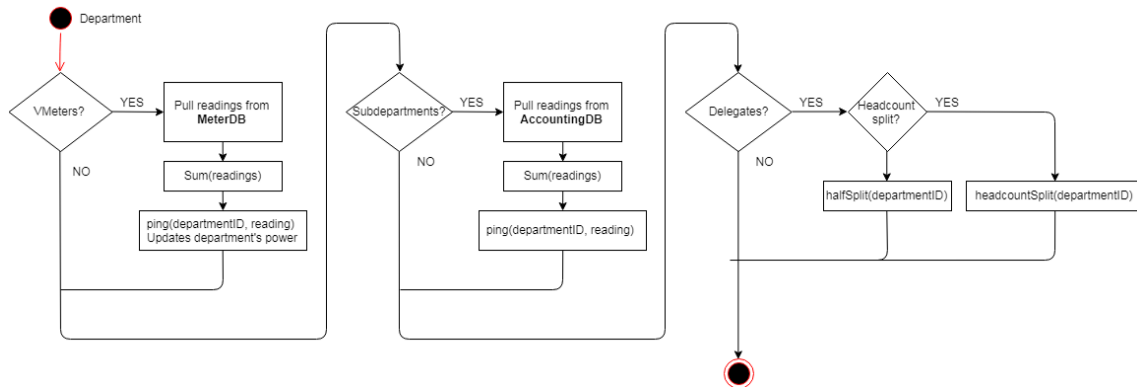 Department
VMeters?
YES
Pull readings from
MeterDB
NO
Sum(readings)
ping(departmentID, reading)
Updates department's power
Subdepartments?
YES
Pull readings from
AccountingDB
NO
Sum(readings)
ping(departmentID, reading)
Delegates?
YES
Headcount
split?
YES
NO
halfSplit(departmentID)
headcountSplit(departmentID)